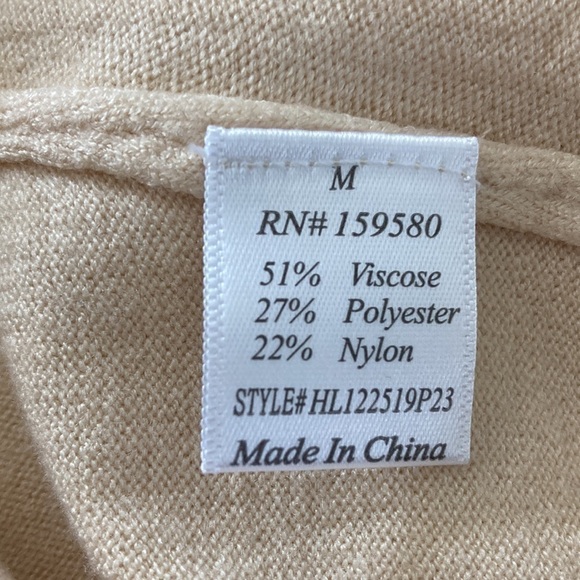 M
RN# 159580
51% Viscose
27% Polyester
22% Nylon
STYLE# HL122519P23
Made In China